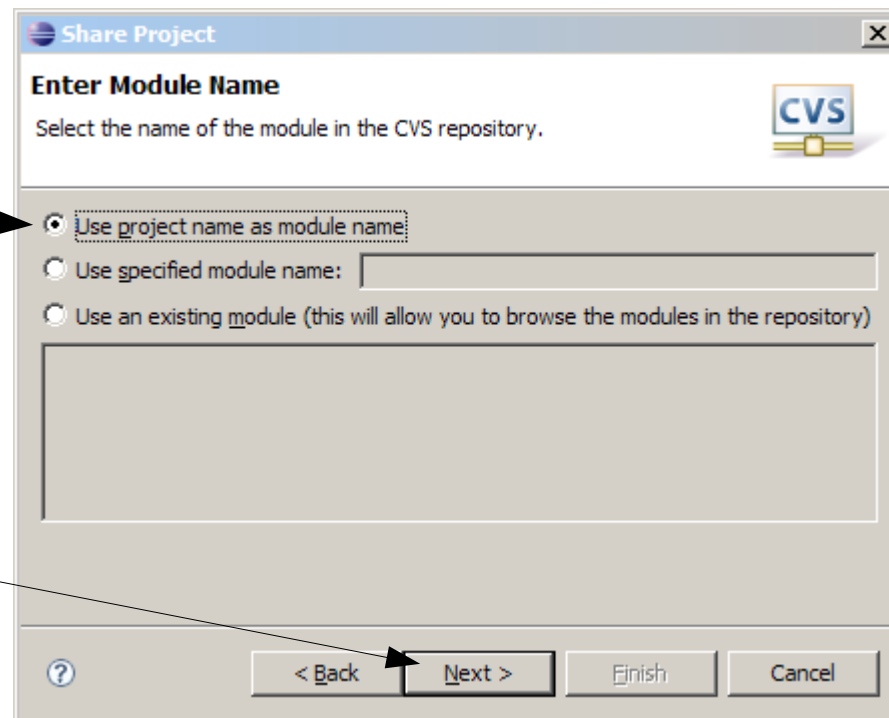 Share Project
Enter Module Name
Select the name of the module in the CVS repository.
CVS
Use project name as module name
Use specified module name:
Use an existing module (this will allow you to browse the modules in the repository)
< Back Next > Finish Cancel